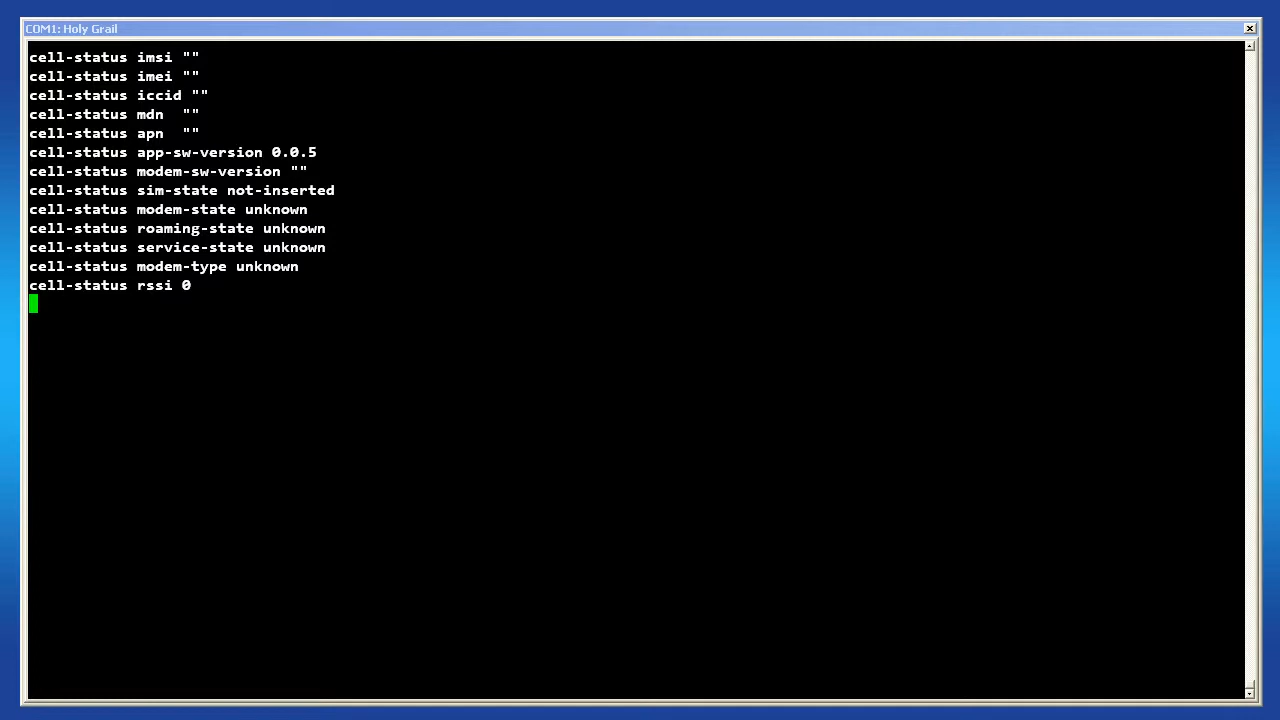 COM1: Holy Grail
cell-status imsi ""
cell-status imei ""
cell-status iccid ""
cell-status mdn  ""
cell-status apn  ""
cell-status app-sw-version 0.0.5
cell-status modem-sw-version ""
cell-status sim-state not-inserted
cell-status modem-state unknown
cell-status roaming-state unknown
cell-status service-state unknown
cell-status modem-type unknown
cell-status rssi 0